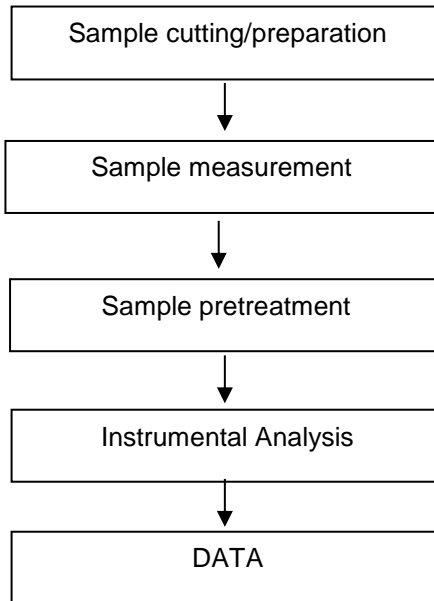 Sample cutting/preparation
Sample measurement
Sample pretreatment
Instrumental Analysis
DATA